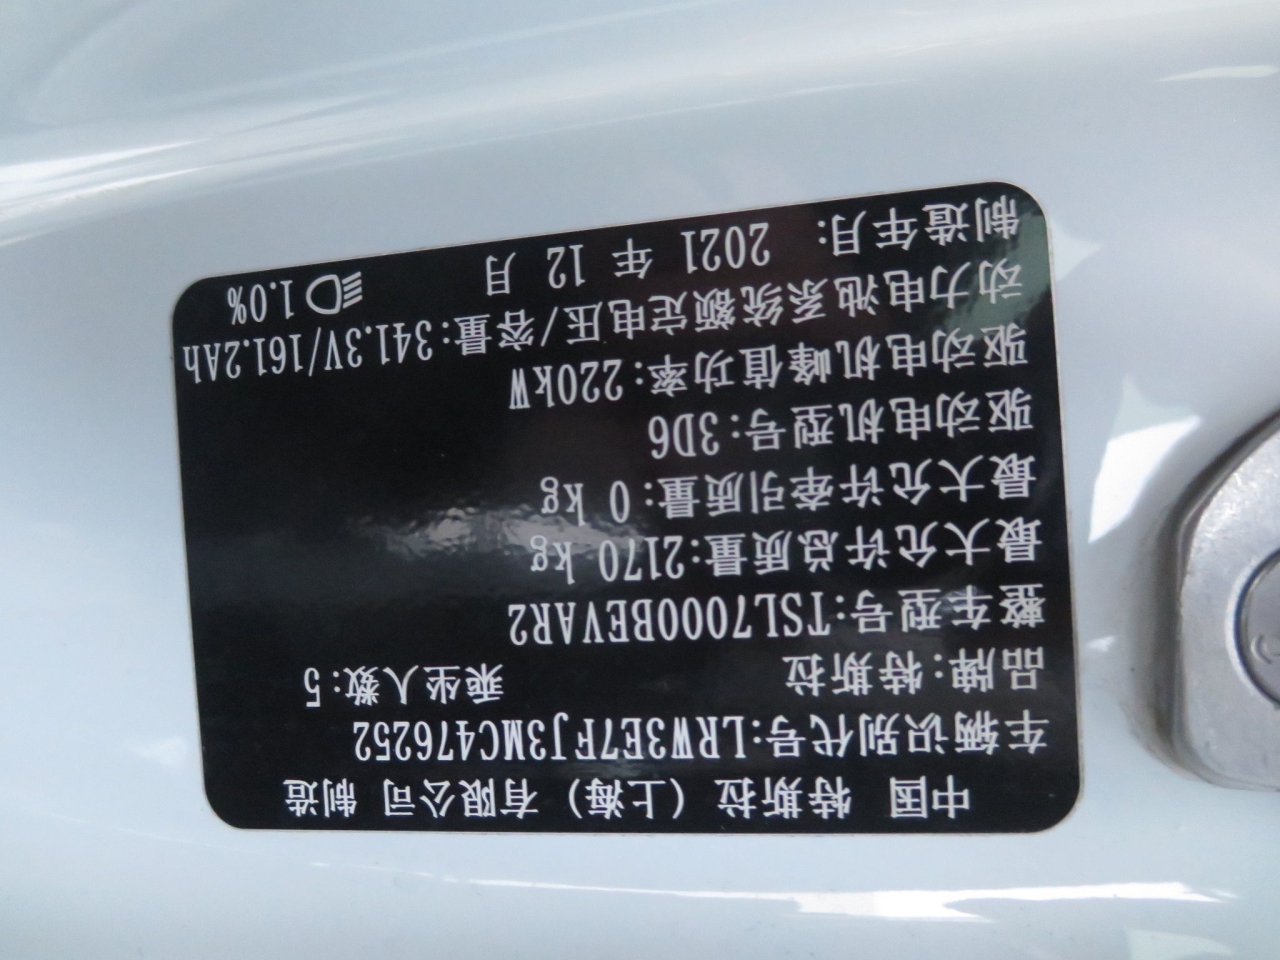 中国 特斯拉 (上海) 有限公司 制造
车辆识别代号:LRW3E7FJ3MC476252
品牌:特斯拉 乘坐人数:5
整车型号:TSL7000BEVAR2
最大允许总质量:2170 kg
最大允许牵引质量:0 kg
驱动电机型号:3D6
驱动电机峰值功率:220kW
动力电池系统额定电压/容量:341.3V/161.2Ah
制造年月: 2021 年 12 月 1.0%